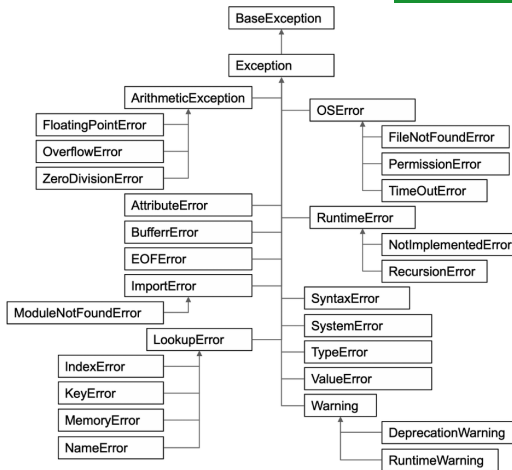 BaseException
Exception
ArithmeticException
FloatingPointError
OverflowError
ZeroDivisionError
AttributeError
BufferrError
EOFError
ImportError
ModuleNotFoundError
LookupError
IndexError
KeyError
MemoryError
NameError
OSError
FileNotFoundError
PermissionError
TimeOutError
RuntimeError
NotImplementedError
RecursionError
SyntaxError
SystemError
TypeError
ValueError
Warning
DeprecationWarning
RuntimeWarning